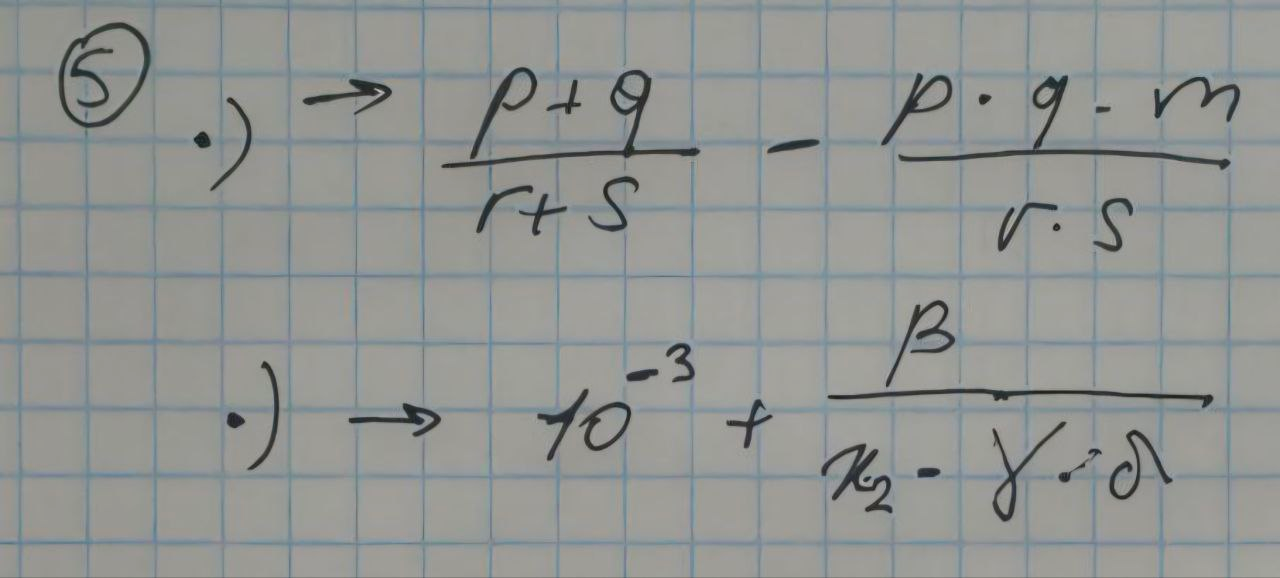 ⑤ •) → (p + q)/(r + s) - (p · q · m)/(r · s)
•) → 10⁻³ + β/(x₂ - γ · δ)